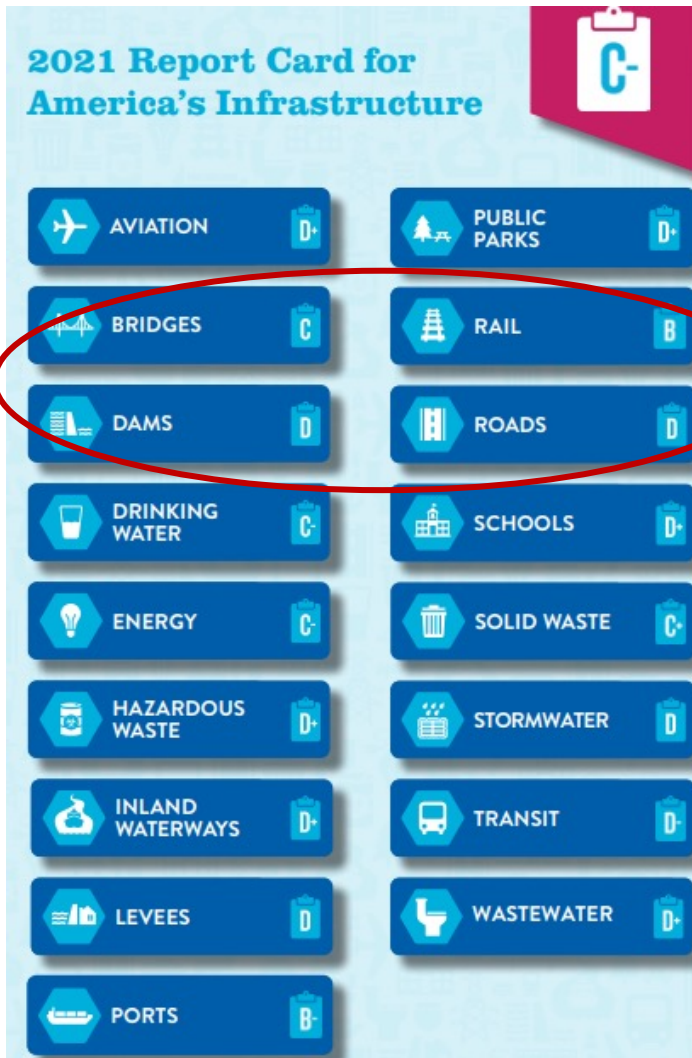 2021 Report Card for
America's Infrastructure
C-
AVIATION D+
BRIDGES C
DAMS D
DRINKING
WATER C-
ENERGY C-
HAZARDOUS
WASTE D+
INLAND
WATERWAYS D+
LEVEES D
PORTS B-
PUBLIC
PARKS D+
RAIL B
ROADS D
SCHOOLS D+
SOLID WASTE C+
STORMWATER D
TRANSIT D-
WASTEWATER D+